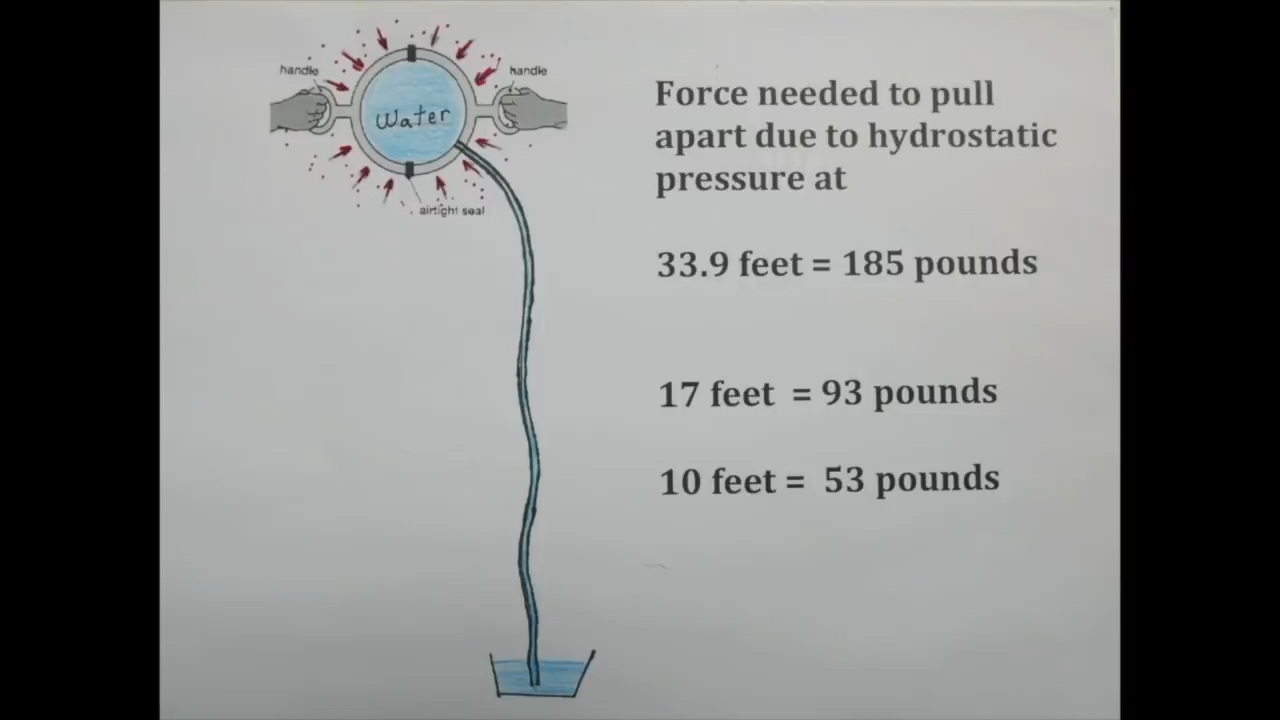 handle
handle
Water
airtight seal
Force needed to pull
apart due to hydrostatic
pressure at
33.9 feet = 185 pounds
17 feet = 93 pounds
10 feet = 53 pounds